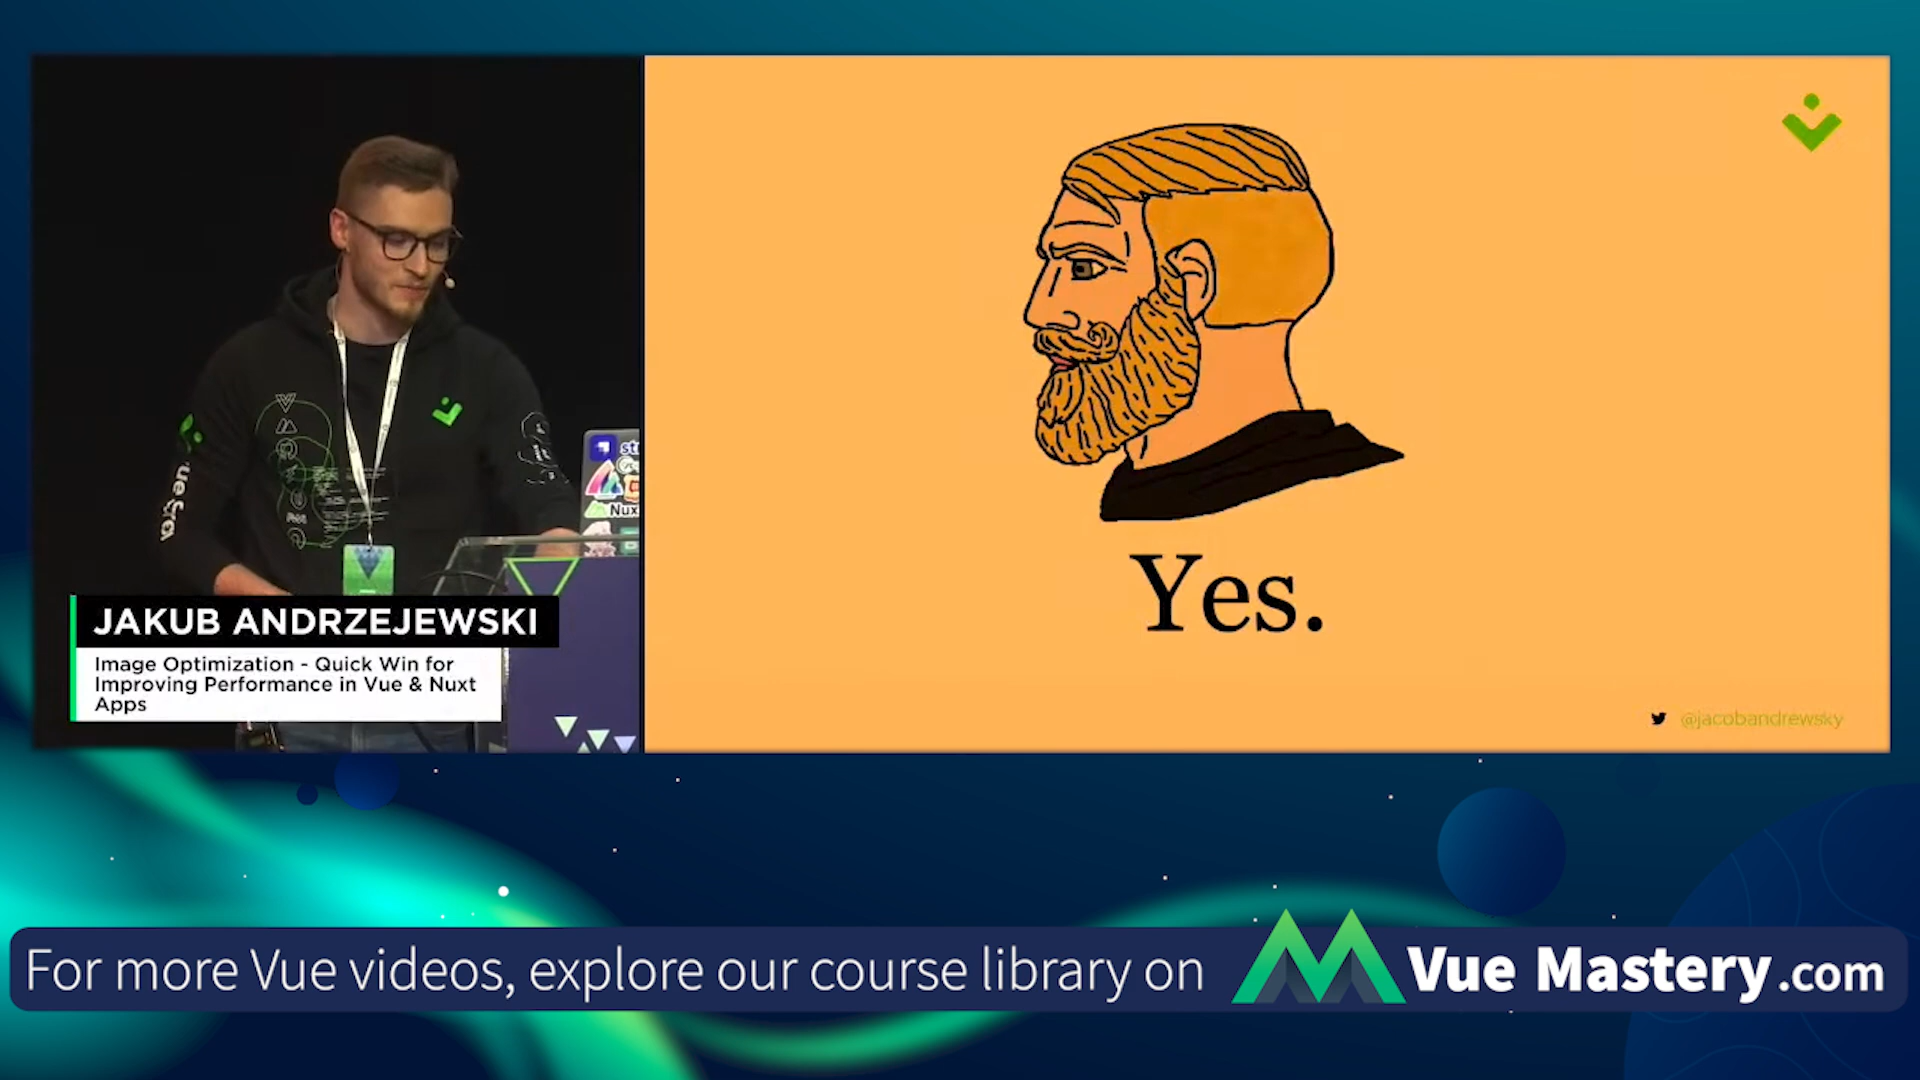 Yes.
@jacobandrewsky
JAKUB ANDRZEJEWSKI
Image Optimization - Quick Win for
Improving Performance in Vue & Nuxt
Apps
Nux
For more Vue videos, explore our course library on
Vue Mastery.com